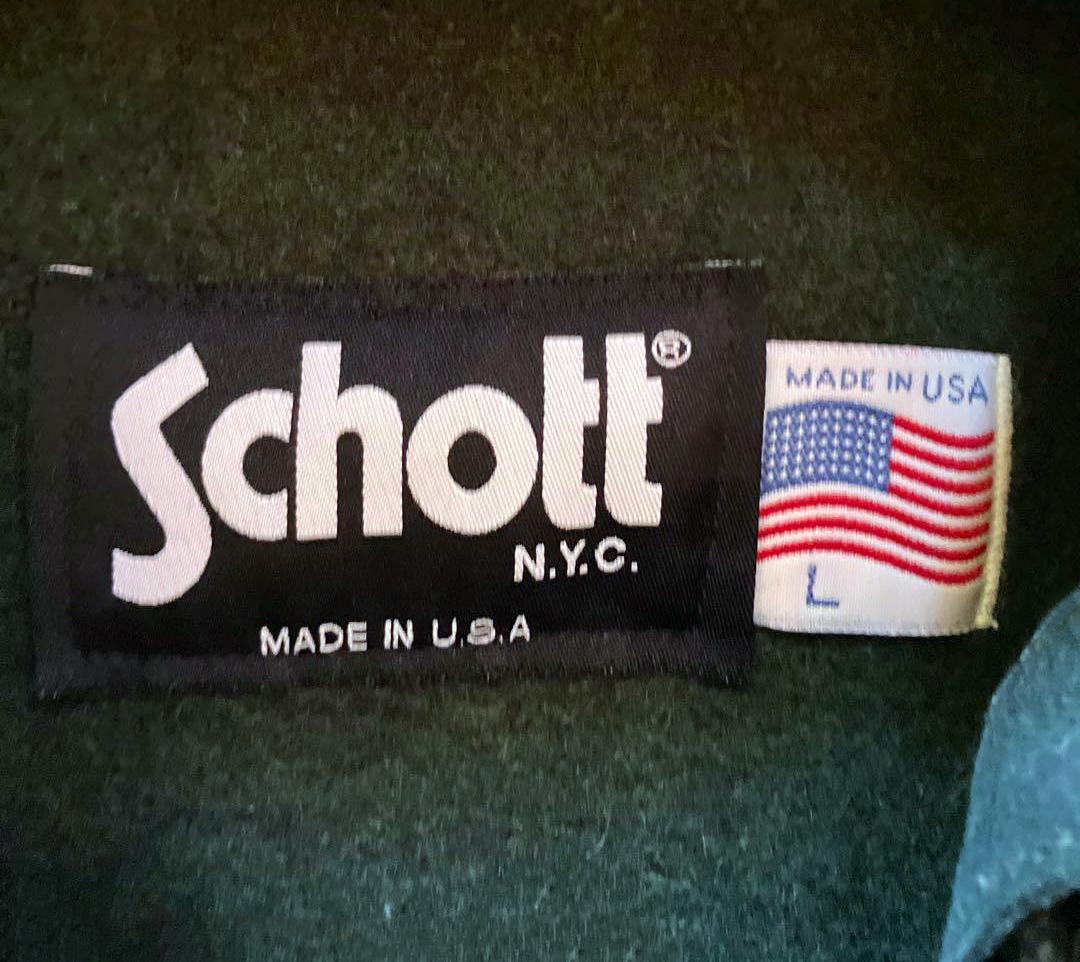 Schott®
N.Y.C.
MADE IN U.S.A
MADE IN USA
L